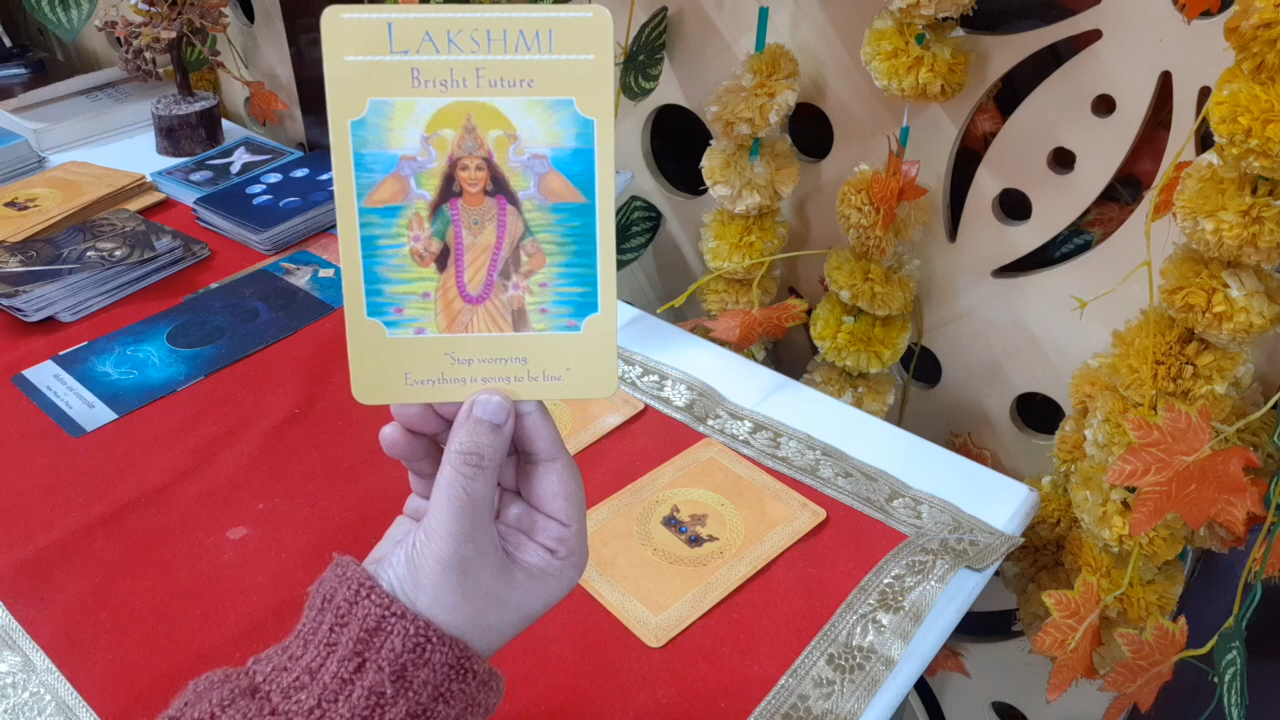 LAKSHMI
Bright Future
"Stop worrying.
Everything is going to be fine."